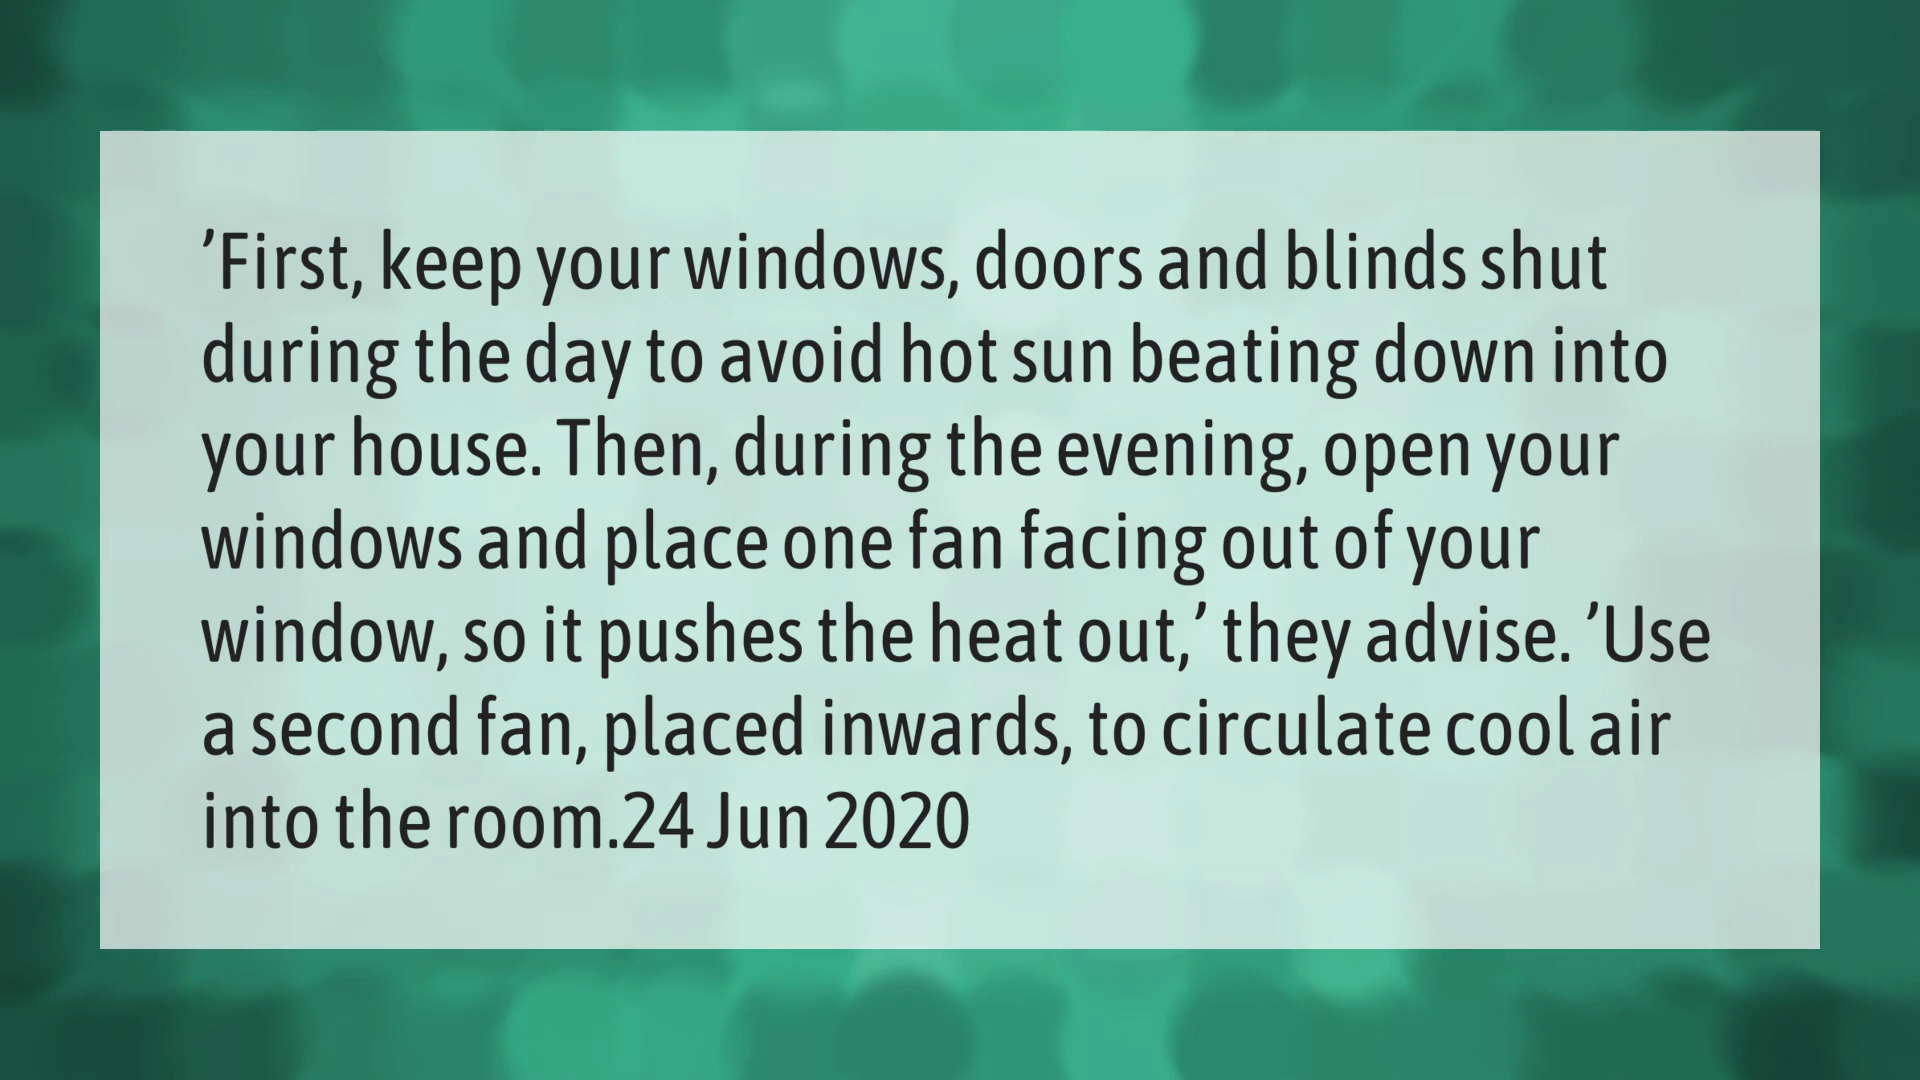 ’First, keep your windows, doors and blinds shut
during the day to avoid hot sun beating down into
your house. Then, during the evening, open your
windows and place one fan facing out of your
window, so it pushes the heat out,’ they advise. ’Use
a second fan, placed inwards, to circulate cool air
into the room.24 Jun 2020